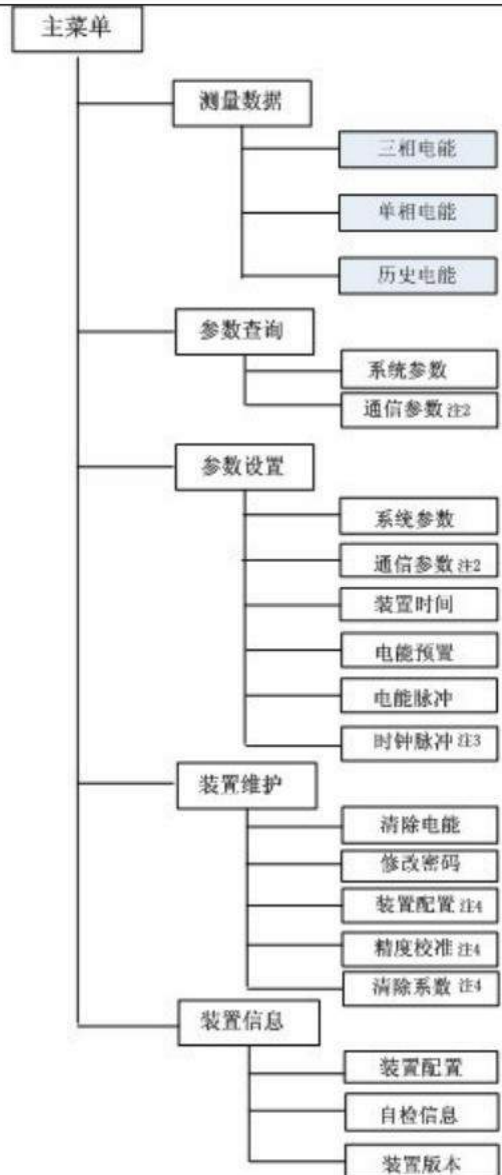 主菜单
测量数据
三相电能
单相电能
历史电能
参数查询
系统参数
通信参数注2
参数设置
系统参数
通信参数注2
装置时间
电能预置
电能脉冲
时钟脉冲注3
装置维护
清除电能
修改密码
装置配置注4
精度校准注4
清除系数注4
装置信息
装置配置
自检信息
装置版本